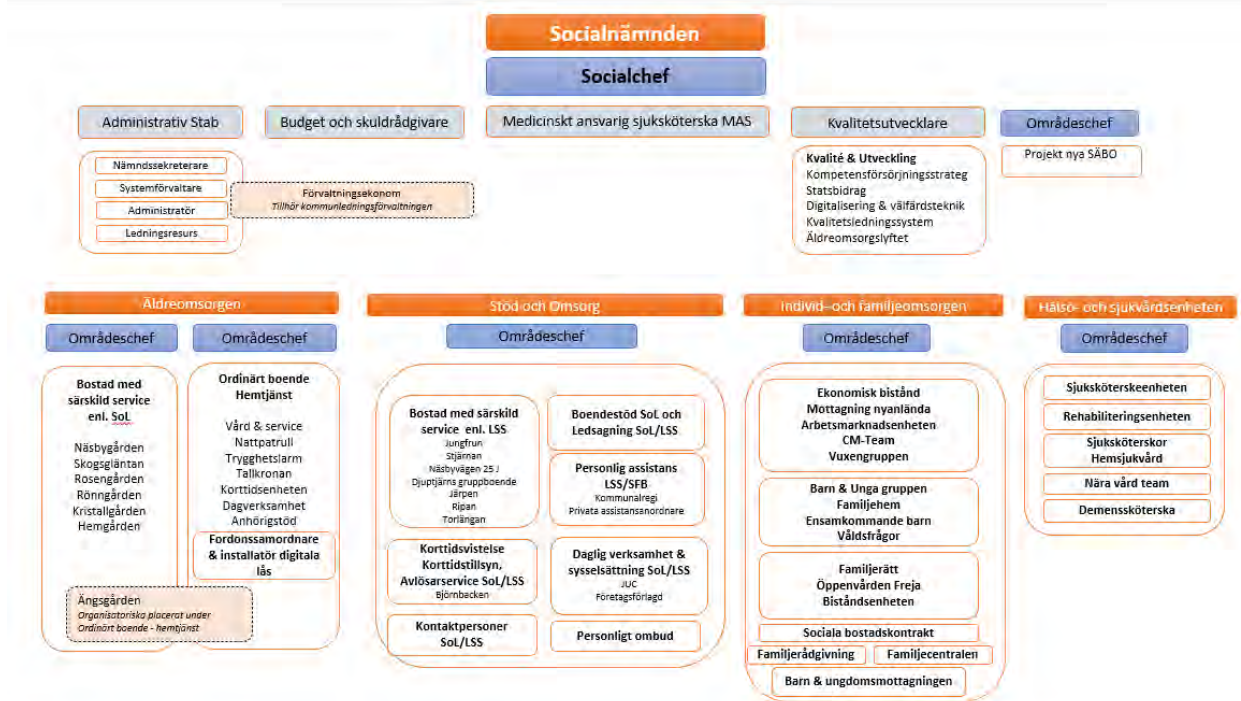 Socialnämnden
Socialchef
Administrativ Stab
Budget och skuldrådgivare
Medicinskt ansvarig sjuksköterska MAS
Kvalitetsutvecklare
Områdeschef
Nämndssekreterare
Systemförvaltare
Administratör
Ledningsresurs
Förvaltningsekonom
Tillhör kommunledningsförvaltningen
Kvalité & Utveckling
Kompetensförsörjningsstrateg
Statsbidrag
Digitalisering & välfärdsteknik
Kvalitetsledningssystem
Äldreomsorgslyftet
Projekt nya SÄBO
Äldreomsorgen
Områdeschef
Områdeschef
Bostad med
särskild service
enl. SoL
Näsbygården
Skogsgläntan
Rosengården
Rönngården
Kristallgården
Hemgården
Ordinärt boende
Hemtjänst
Vård & service
Nattpatrull
Trygghetslarm
Tallkronan
Korttidsenheten
Dagverksamhet
Anhörigstöd
Fordonssamordnare
& installatör digitala
lås
Ängsgården
Organisatoriska placerat under
Ordinärt boende - hemtjänst
Stöd och Omsorg
Områdeschef
Bostad med särskild
service enl. LSS
Jungfrun
Stjärnan
Näsbyvägen 25 J
Djuptjärns gruppboende
Järpen
Ripan
Torlängan
Korttidsvistelse
Korttidstillsyn,
Avlösarservice SoL/LSS
Björnbacken
Kontaktpersoner
SoL/LSS
Boendestöd SoL och
Ledsagning SoL/LSS
Personlig assistans
LSS/SFB
Kommunalregi
Privata assistansanordnare
Daglig verksamhet &
sysselsättning SoL/LSS
JUC
Företagsförlagd
Personligt ombud
Individ-och familjeomsorgen
Områdeschef
Ekonomisk bistånd
Mottagning nyanlända
Arbetsmarknadsenheten
CM-Team
Vuxengruppen
Barn & Unga gruppen
Familjehem
Ensamkommande barn
Våldsfrågor
Familjerätt
Öppenvården Freja
Biståndsenheten
Sociala bostadskontrakt
Familjerådgivning
Familjecentralen
Barn & ungdomsmottagningen
Hälso- och sjukvårdsenheten
Områdeschef
Sjuksköterskeenheten
Rehabiliteringsenheten
Sjuksköterskor
Hemsjukvård
Nära vård team
Demenssköterska